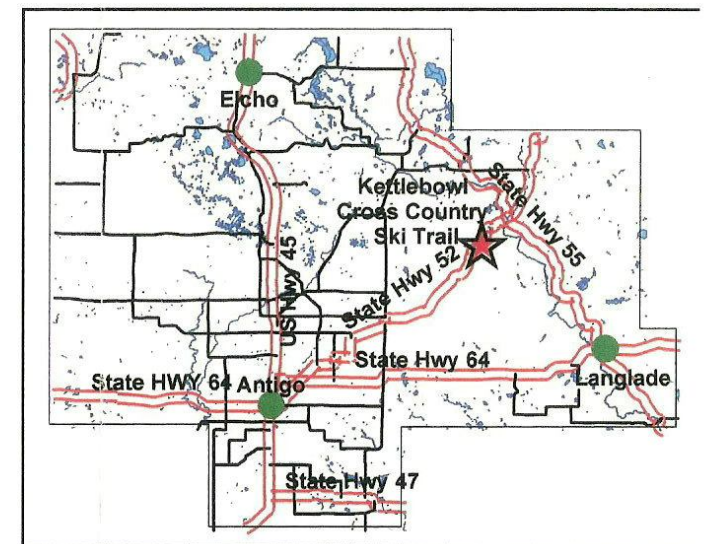 Elcho
Kettlebowl
Cross Country
Ski Trail
State Hwy 55
State Hwy 52
US Hwy 45
State Hwy 64
State HWY 64
Antigo
Langlade
State Hwy 47